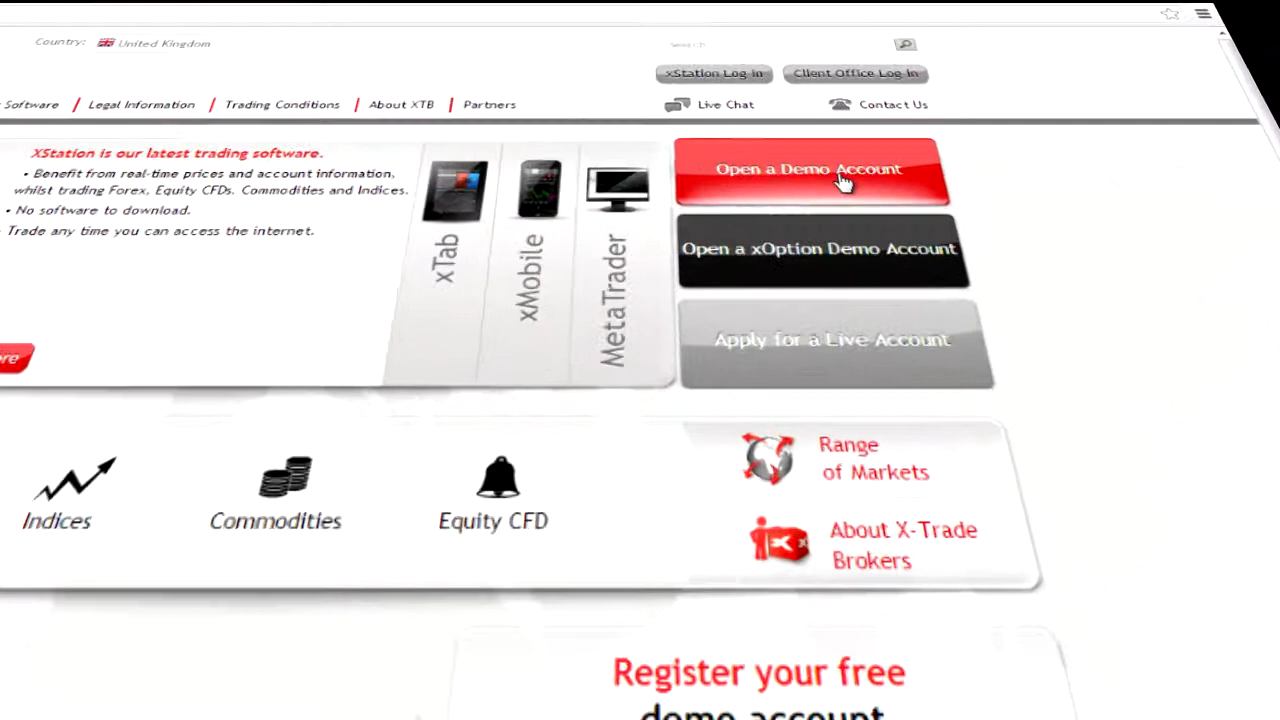 Country: United Kingdom
Search
xStation Log in
Client Office Log in
Software / Legal Information / Trading Conditions / About XTB / Partners
Live Chat
Contact Us
XStation is our latest trading software.
• Benefit from real-time prices and account information,
whilst trading Forex, Equity CFDs. Commodities and Indices.
• No software to download.
Trade any time you can access the internet.
xTab
xMobile
MetaTrader
Open a Demo Account
Open a xOption Demo Account
Apply for a Live Account
Indices
Commodities
Equity CFD
Range
of Markets
About X-Trade
Brokers
Register your free
demo account